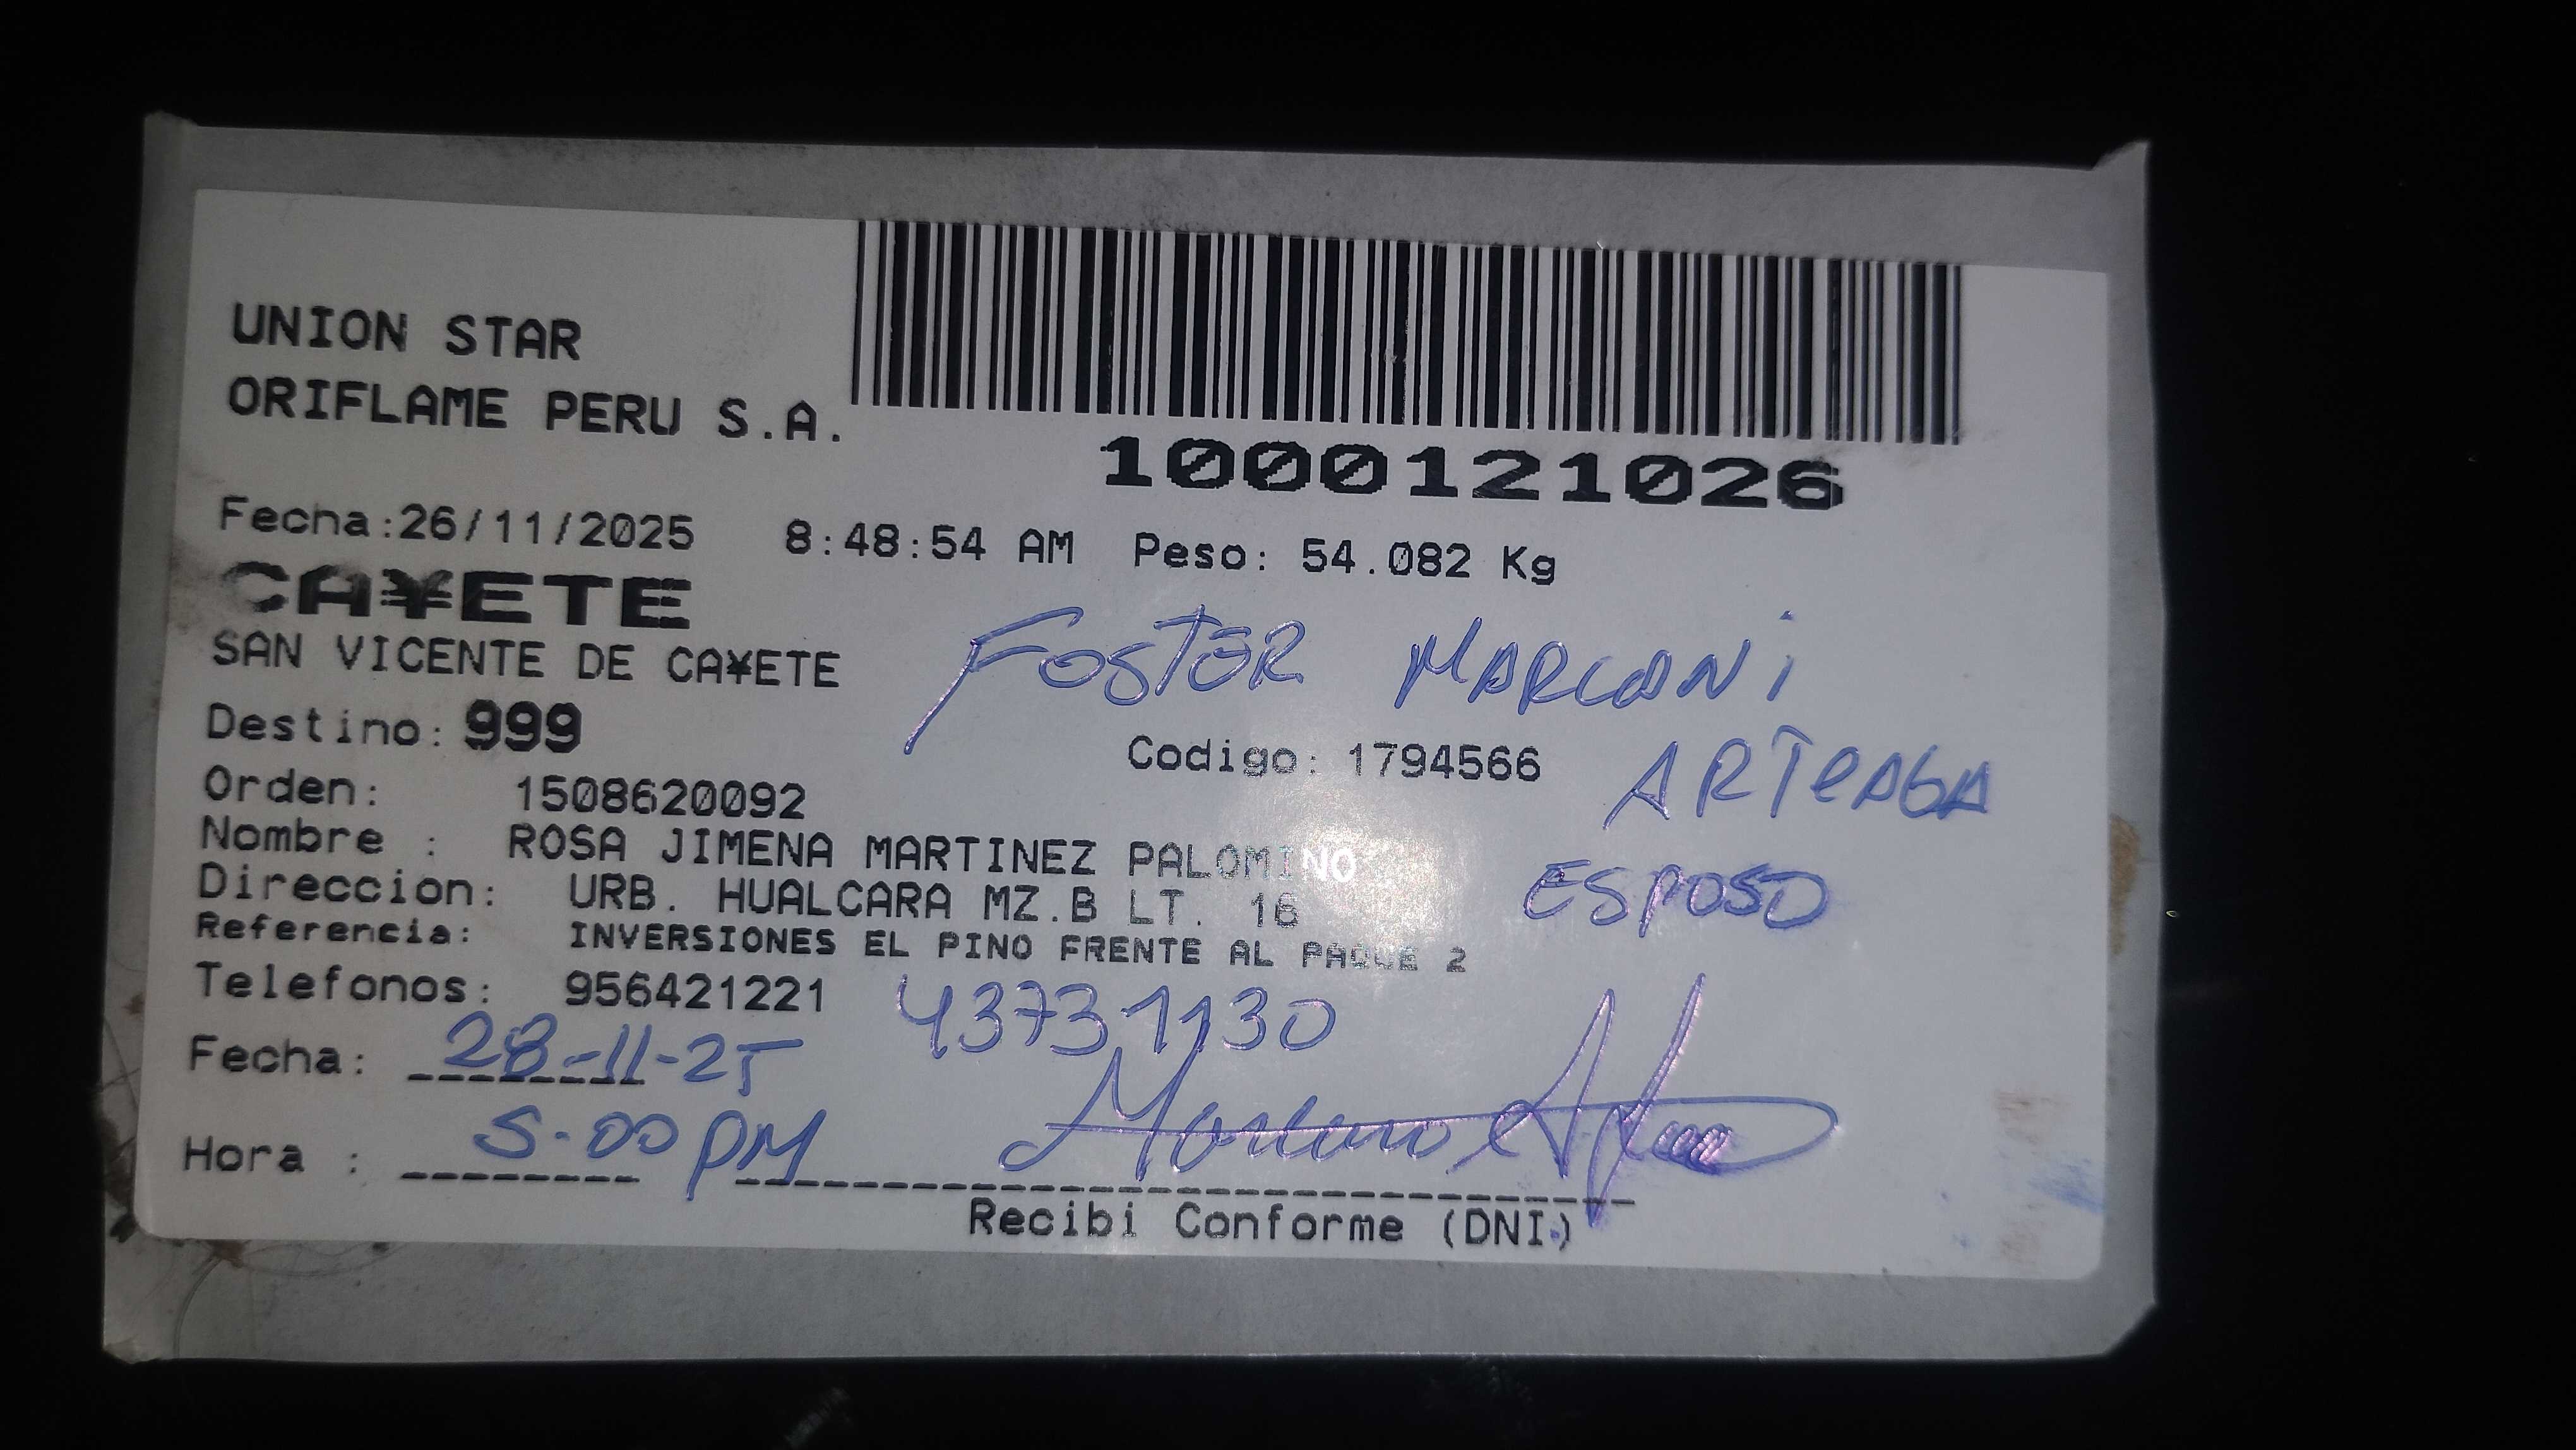 UNION STAR
ORIFLAME PERU S.A.
1000121026
Fecha:26/11/2025 8:48:54 AM Peso: 54.082 Kg
CA¥ETE
SAN VICENTE DE CA¥ETE
FOSTER MARCONI
Destino: 999
Codigo: 1794566
ARTEAGA
Orden: 1508620092
Nombre : ROSA JIMENA MARTINEZ PALOMINO
ESPOSO
Direccion: URB. HUALCARA MZ.B LT. 16
Referencia: INVERSIONES EL PINO FRENTE AL PAQUE 2
Telefonos: 956421221
43731130
Fecha: 28-11-25
Hora : 5.00 PM
Recibi Conforme (DNI.)